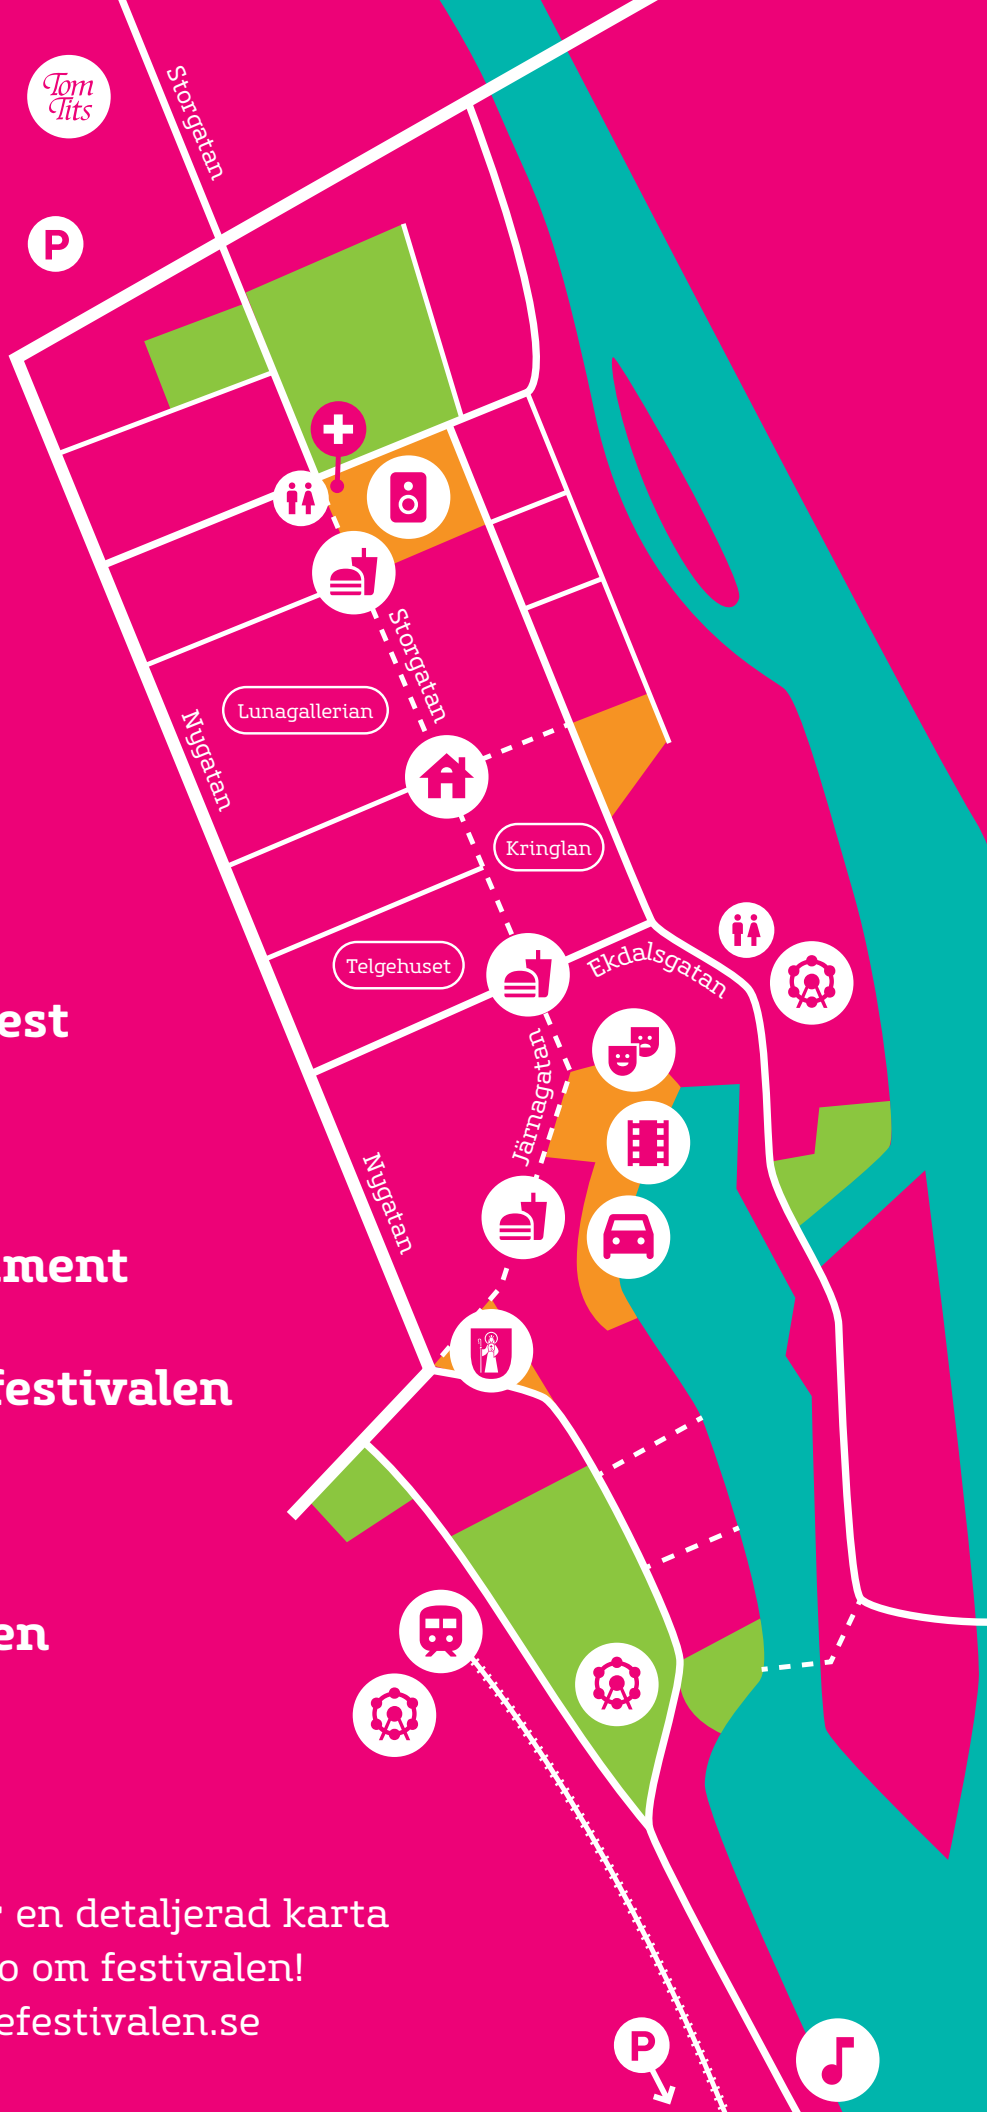 Tom
Tits
Storgatan
P
Storgatan
Lunagallerian
Nygatan
Kringlan
Telgehuset
Ekdalsgatan
est
Järnagatan
Nygatan
ment
festivalen
en
r en detaljerad karta
o om festivalen!
efestivalen.se
P